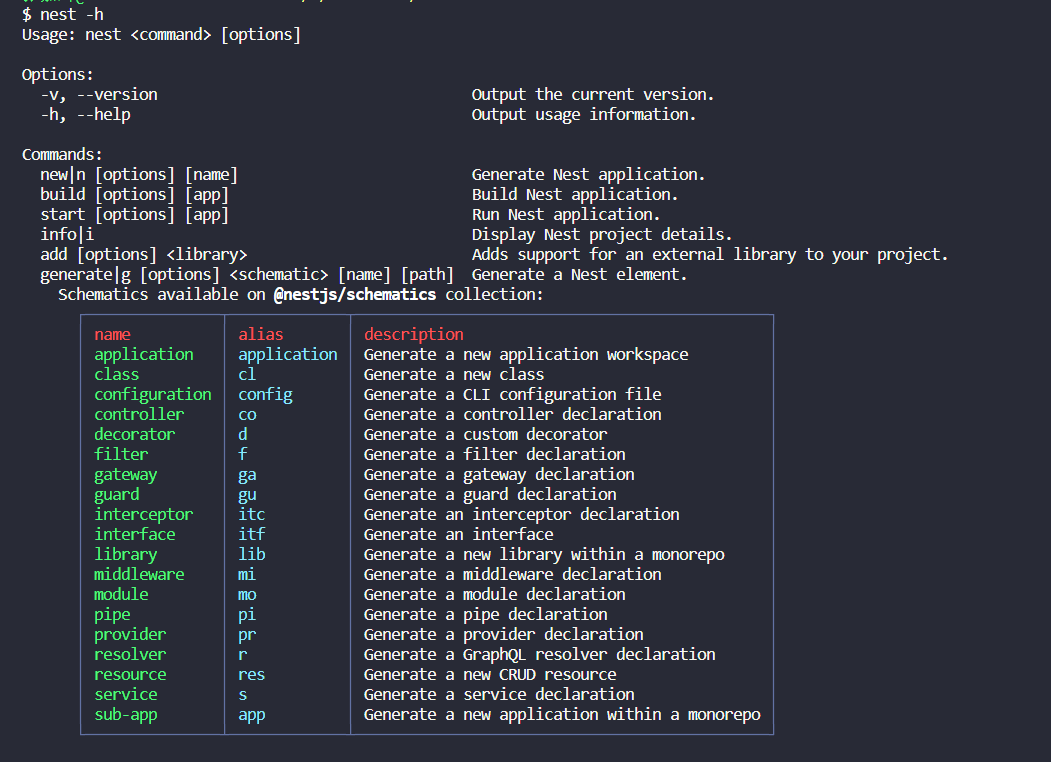 $ nest -h
Usage: nest <command> [options]
Options:
-v, --version Output the current version.
-h, --help Output usage information.
Commands:
new|n [options] [name] Generate Nest application.
build [options] [app] Build Nest application.
start [options] [app] Run Nest application.
info|i Display Nest project details.
add [options] <library> Adds support for an external library to your project.
generate|g [options] <schematic> [name] [path] Generate a Nest element.
Schematics available on @nestjs/schematics collection:
name alias description
application application Generate a new application workspace
class cl Generate a new class
configuration config Generate a CLI configuration file
controller co Generate a controller declaration
decorator d Generate a custom decorator
filter f Generate a filter declaration
gateway ga Generate a gateway declaration
guard gu Generate a guard declaration
interceptor itc Generate an interceptor declaration
interface itf Generate an interface
library lib Generate a new library within a monorepo
middleware mi Generate a middleware declaration
module mo Generate a module declaration
pipe pi Generate a pipe declaration
provider pr Generate a provider declaration
resolver r Generate a GraphQL resolver declaration
resource res Generate a new CRUD resource
service s Generate a service declaration
sub-app app Generate a new application within a monorepo